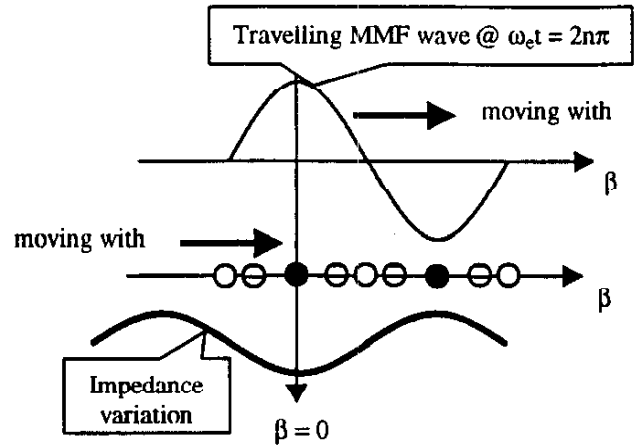 Travelling MMF wave @ ωₑt = 2nπ
moving with
β
moving with
β
Impedance
variation
β = 0